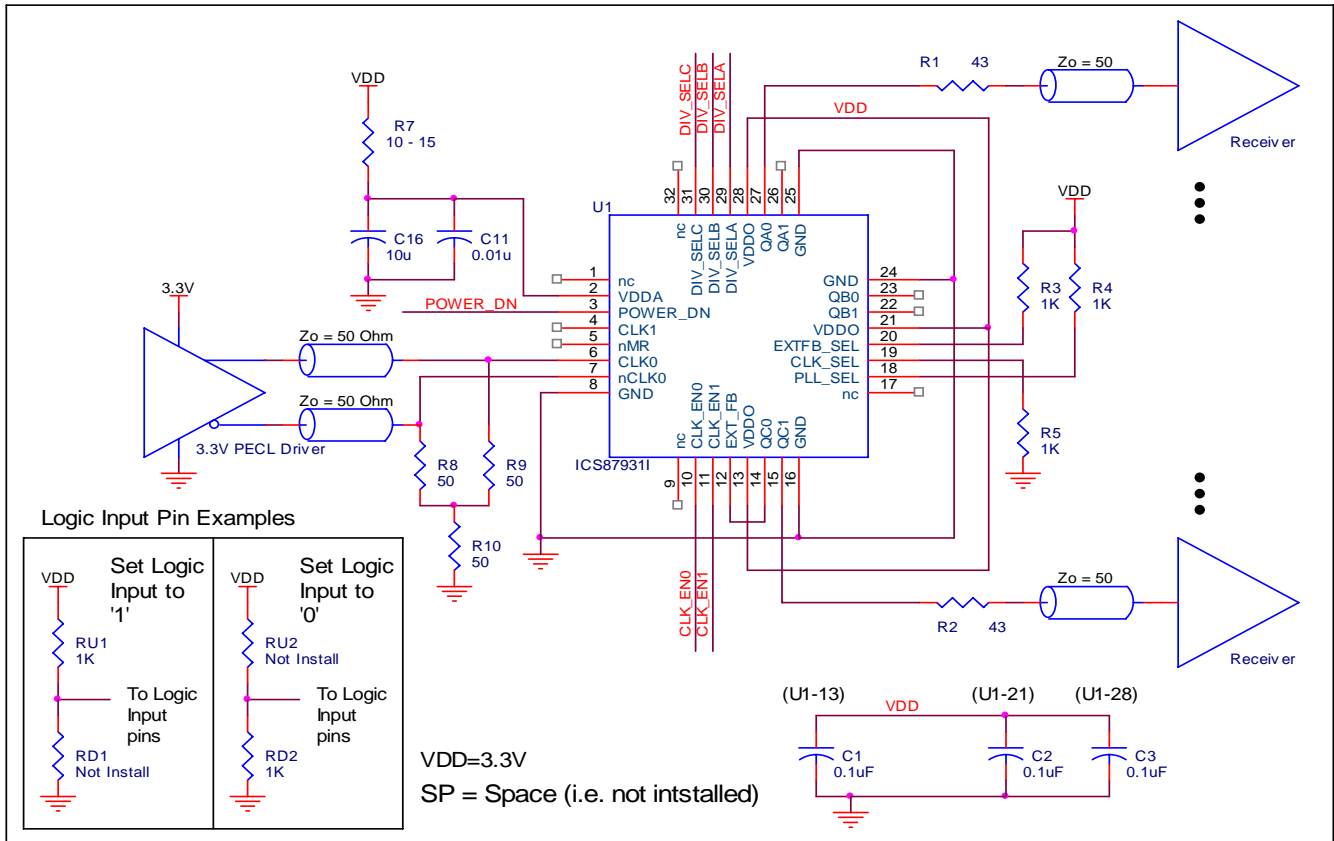 VDD
R7
10 - 15
C16
10u
C11
0.01u
POWER_DN
3.3V
Zo = 50 Ohm
Zo = 50 Ohm
3.3V PECL Driver
R8
50
R9
50
R10
50
DIV_SELC
DIV_SELB
DIV_SELA
U1
32
31
30
29
28
27
26
25
nc
DIV_SELC
DIV_SELB
DIV_SELA
VDDO
QA0
QA1
GND
1 nc
2 VDDA
3 POWER_DN
4 CLK1
5 nMR
6 CLK0
7 nCLK0
8 GND
GND 24
QB0 23
QB1 22
VDDO 21
EXTFB_SEL 20
CLK_SEL 19
PLL_SEL 18
nc 17
nc
CLK_EN0
CLK_EN1
EXT_FB
VDDO
QC0
QC1
GND
9
10
11
12
13
14
15
16
ICS87931I
CLK_EN0
CLK_EN1
R1 43
Zo = 50
Receiver
VDD
VDD
R3
1K
R4
1K
R5
1K
R2 43
Zo = 50
Receiver
Logic Input Pin Examples
VDD
Set Logic
Input to
'1'
RU1
1K
To Logic
Input
pins
RD1
Not Install
VDD
Set Logic
Input to
'0'
RU2
Not Install
To Logic
Input
pins
RD2
1K
VDD=3.3V
SP = Space (i.e. not intstalled)
(U1-13) (U1-21) (U1-28)
VDD
C1
0.1uF
C2
0.1uF
C3
0.1uF